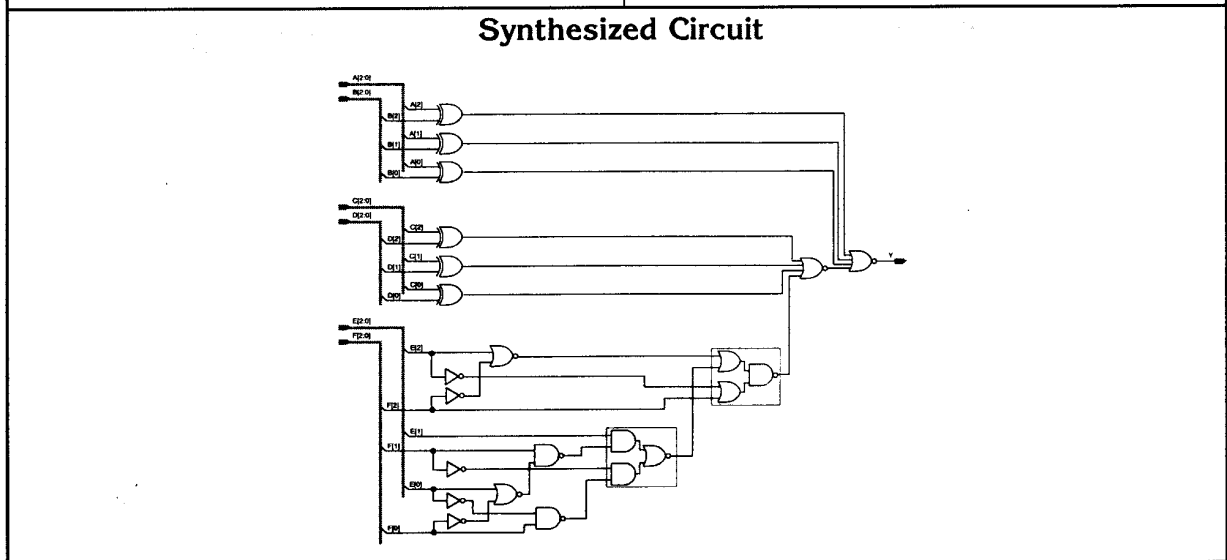 Synthesized Circuit
A[2:0]
B[2:0]
A[2]
B[2]
A[1]
B[1]
A[0]
B[0]
C[2:0]
D[2:0]
C[2]
D[2]
C[1]
D[1]
C[0]
D[0]
Y
E[2:0]
F[2:0]
E[2]
F[2]
E[1]
F[1]
E[0]
F[0]